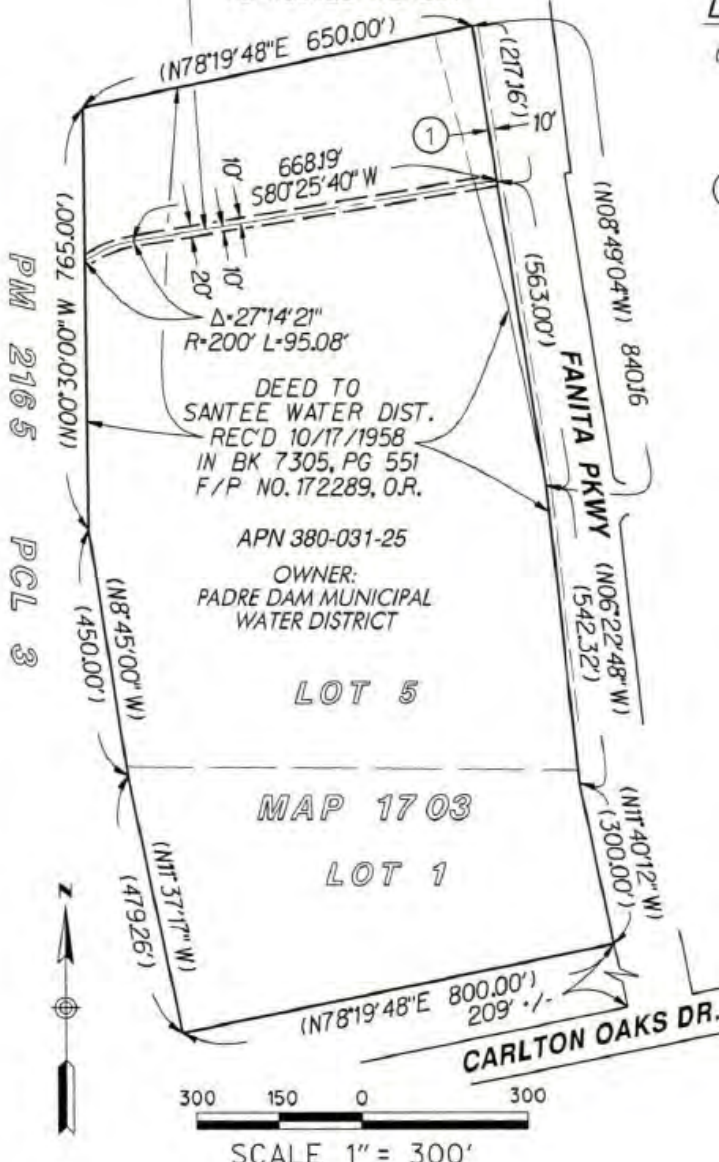 (N78°19'48"E 650.00')
(217.16')
1
10'
668.19'
S80°25'40" W
10'
20'
10'
(N00°30'00"W 795.00')
(N08°49'04"W) 840.16
(563.00')
FANITA PKWY
Δ=27°14'21"
R=200' L=95.08'
DEED TO
SANTEE WATER DIST.
REC'D 10/17/1958
IN BK 7305, PG 551
F/P NO. 172289, O.R.
APN 380-031-25
OWNER:
PADRE DAM MUNICIPAL
WATER DISTRICT
PM 2165 PCL 3
(N8°45'00" W)
(450.00')
(N06°22'48"W)
(542.32')
LOT 5
MAP 1703
LOT 1
(N11°40'12" W)
(300.00')
(N11°37'17" W)
(479.26')
N
(N78°19'48"E 800.00')
209' +/-
CARLTON OAKS DR.
300 150 0 300
SCALE 1" = 300'